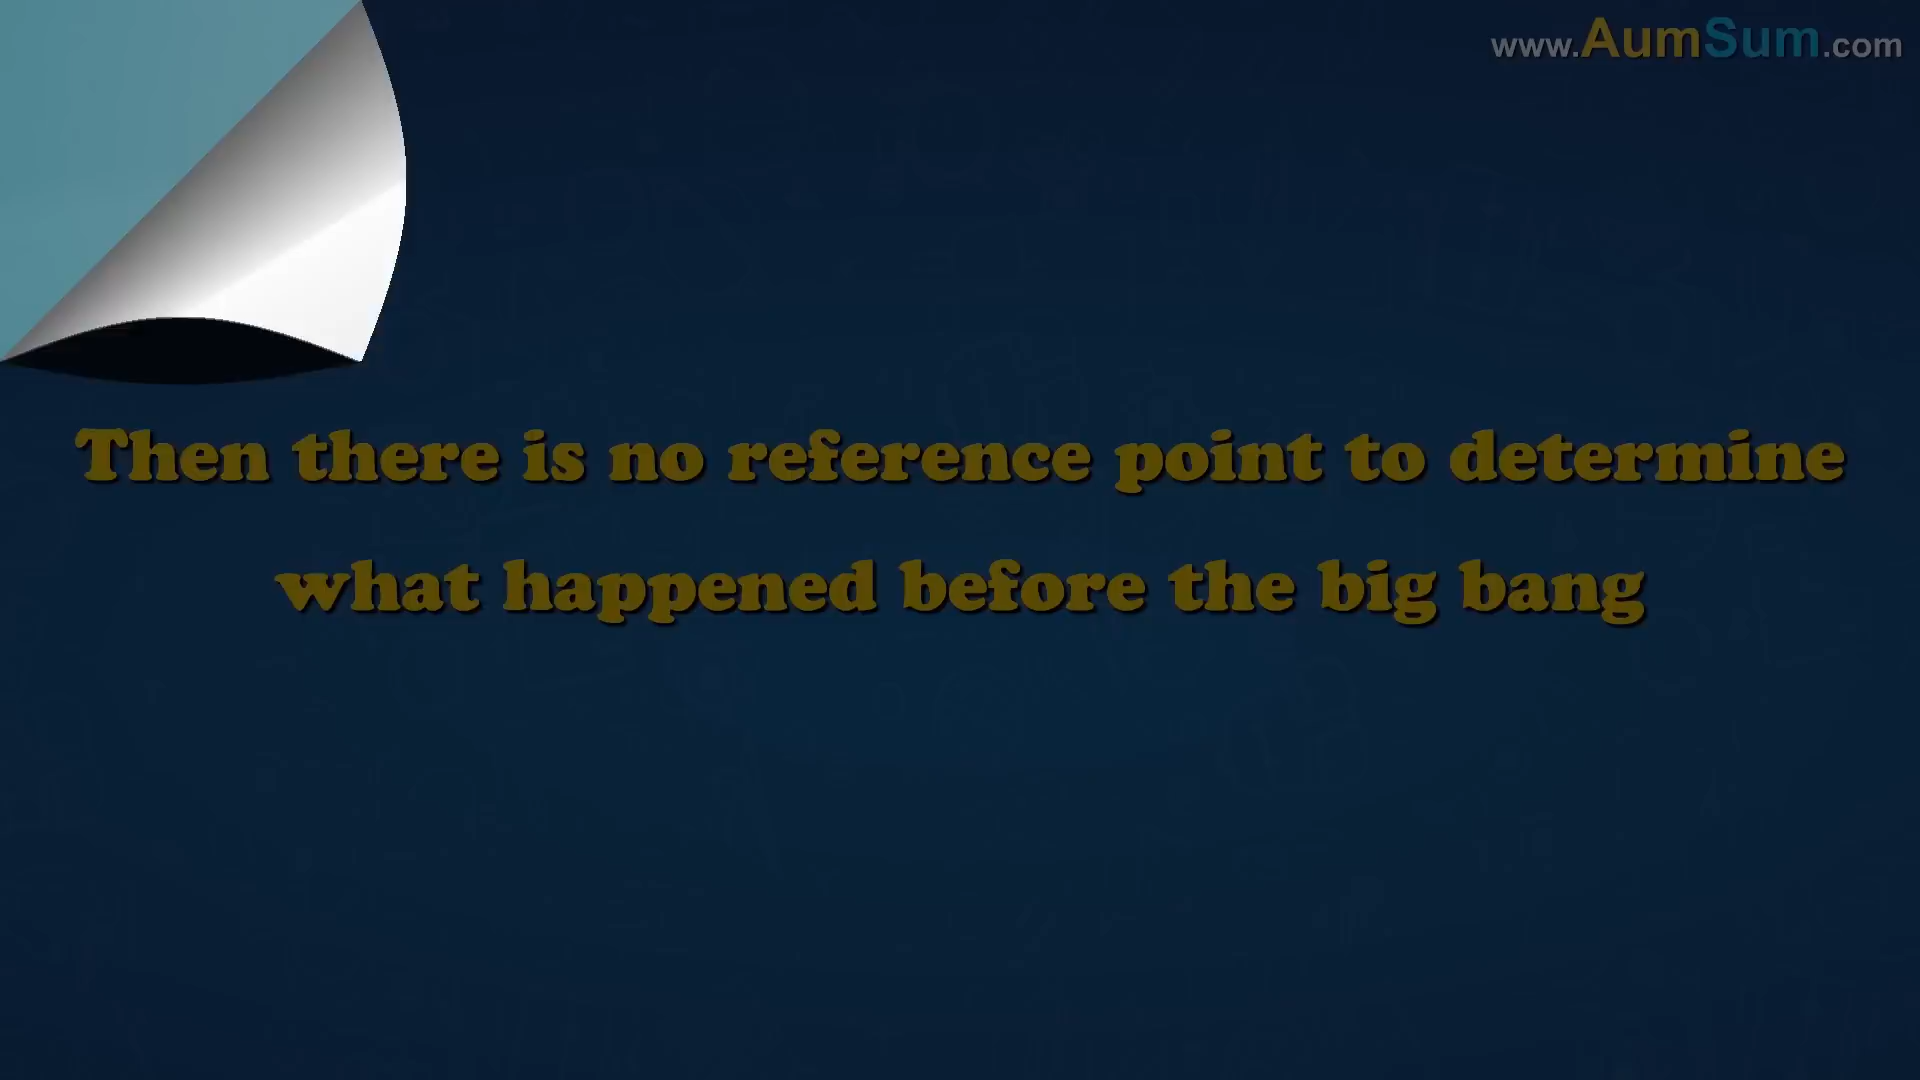 www.AumSum.com
Then there is no reference point to determine
what happened before the big bang